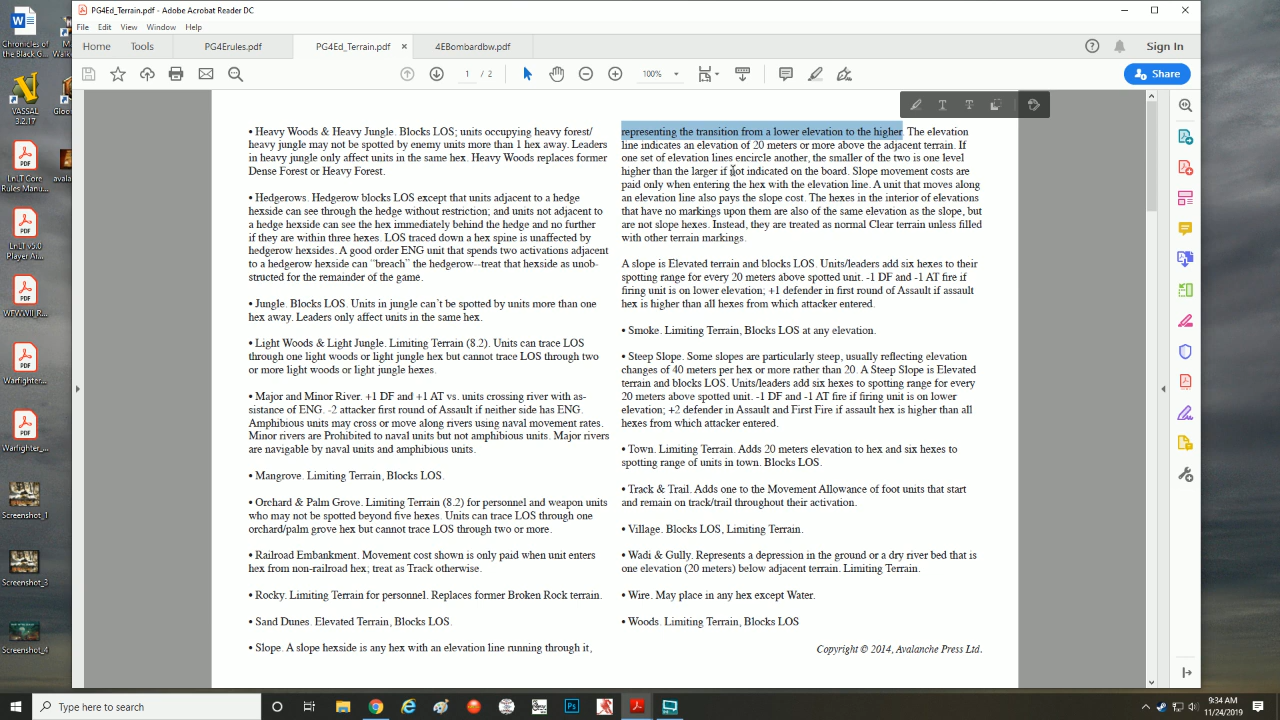 PG4Ed_Terrain.pdf - Adobe Acrobat Reader DC
File Edit View Window Help
Home Tools PG4Erules.pdf PG4Ed_Terrain.pdf × 4EBombardbw.pdf Sign In
1 / 2 100% Share
• Heavy Woods & Heavy Jungle. Blocks LOS; units occupying heavy forest/
heavy jungle may not be spotted by enemy units more than 1 hex away. Leaders
in heavy jungle only affect units in the same hex. Heavy Woods replaces former
Dense Forest or Heavy Forest.
• Hedgerows. Hedgerow blocks LOS except that units adjacent to a hedge
hexside can see through the hedge without restriction; and units not adjacent to
a hedge hexside can see the hex immediately behind the hedge and no further
if they are within three hexes. LOS traced down a hex spine is unaffected by
hedgerow hexsides. A good order ENG unit that spends two activations adjacent
to a hedgerow hexside can “breach” the hedgerow--treat that hexside as unob-
structed for the remainder of the game.
• Jungle. Blocks LOS. Units in jungle can’t be spotted by units more than one
hex away. Leaders only affect units in the same hex.
• Light Woods & Light Jungle. Limiting Terrain (8.2). Units can trace LOS
through one light woods or light jungle hex but cannot trace LOS through two
or more light woods or light jungle hexes.
• Major and Minor River. +1 DF and +1 AT vs. units crossing river with as-
sistance of ENG. -2 attacker first round of Assault if neither side has ENG.
Amphibious units may cross or move along rivers using naval movement rates.
Minor rivers are Prohibited to naval units but not amphibious units. Major rivers
are navigable by naval units and amphibious units.
• Mangrove. Limiting Terrain, Blocks LOS.
• Orchard & Palm Grove. Limiting Terrain (8.2) for personnel and weapon units
who may not be spotted beyond five hexes. Units can trace LOS through one
orchard/palm grove hex but cannot trace LOS through two or more.
• Railroad Embankment. Movement cost shown is only paid when unit enters
hex from non-railroad hex; treat as Track otherwise.
• Rocky. Limiting Terrain for personnel. Replaces former Broken Rock terrain.
• Sand Dunes. Elevated Terrain, Blocks LOS.
• Slope. A slope hexside is any hex with an elevation line running through it,
representing the transition from a lower elevation to the higher. The elevation
line indicates an elevation of 20 meters or more above the adjacent terrain. If
one set of elevation lines encircle another, the smaller of the two is one level
higher than the larger if not indicated on the board. Slope movement costs are
paid only when entering the hex with the elevation line. A unit that moves along
an elevation line also pays the slope cost. The hexes in the interior of elevations
that have no markings upon them are also of the same elevation as the slope, but
are not slope hexes. Instead, they are treated as normal Clear terrain unless filled
with other terrain markings.
A slope is Elevated terrain and blocks LOS. Units/leaders add six hexes to their
spotting range for every 20 meters above spotted unit. -1 DF and -1 AT fire if
firing unit is on lower elevation; +1 defender in first round of Assault if assault
hex is higher than all hexes from which attacker entered.
• Smoke. Limiting Terrain, Blocks LOS at any elevation.
• Steep Slope. Some slopes are particularly steep, usually reflecting elevation
changes of 40 meters per hex or more rather than 20. A Steep Slope is Elevated
terrain and blocks LOS. Units/leaders add six hexes to spotting range for every
20 meters above spotted unit. -1 DF and -1 AT fire if firing unit is on lower
elevation; +2 defender in Assault and First Fire if assault hex is higher than all
hexes from which attacker entered.
• Town. Limiting Terrain. Adds 20 meters elevation to hex and six hexes to
spotting range of units in town. Blocks LOS.
• Track & Trail. Adds one to the Movement Allowance of foot units that start
and remain on track/trail throughout their activation.
• Village. Blocks LOS, Limiting Terrain.
• Wadi & Gully. Represents a depression in the ground or a dry river bed that is
one elevation (20 meters) below adjacent terrain. Limiting Terrain.
• Wire. May place in any hex except Water.
• Woods. Limiting Terrain, Blocks LOS
Copyright © 2014, Avalanche Press Ltd.
Chronicles of
the Black G...
VASSAL
3.2.17
LnLT Core
Rules Manu...
LnLT v5.0
Player Ai...
WFWWII_R...
Warfighter...
Warfighter_...
Screenshot_1
Screenshot_3
Screenshot_4
Type here to search
9:34 AM
11/24/2019